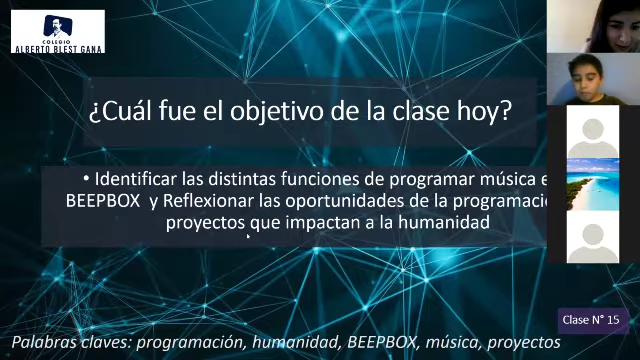 COLEGIO
ALBERTO BLEST GANA
¿Cuál fue el objetivo de la clase hoy?
• Identificar las distintas funciones de programar música e
BEEPBOX y Reflexionar las oportunidades de la programació
proyectos que impactan a la humanidad
Clase N° 15
Palabras claves: programación, humanidad, BEEPBOX, música, proyectos